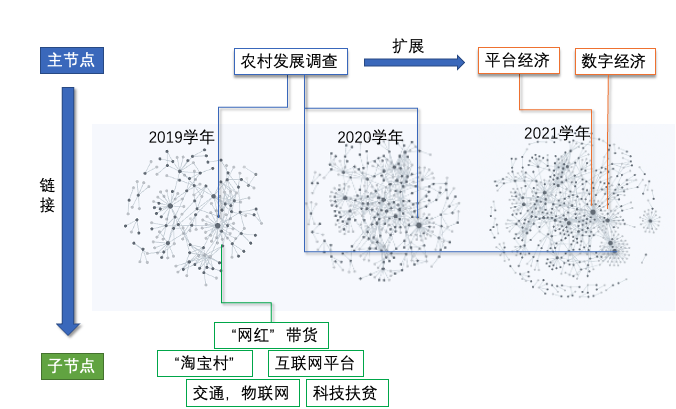 主节点
农村发展调查
扩展
平台经济
数字经济
2019学年
2020学年
2021学年
链接
“网红” 带货
“淘宝村”
互联网平台
子节点
交通，物联网
科技扶贫